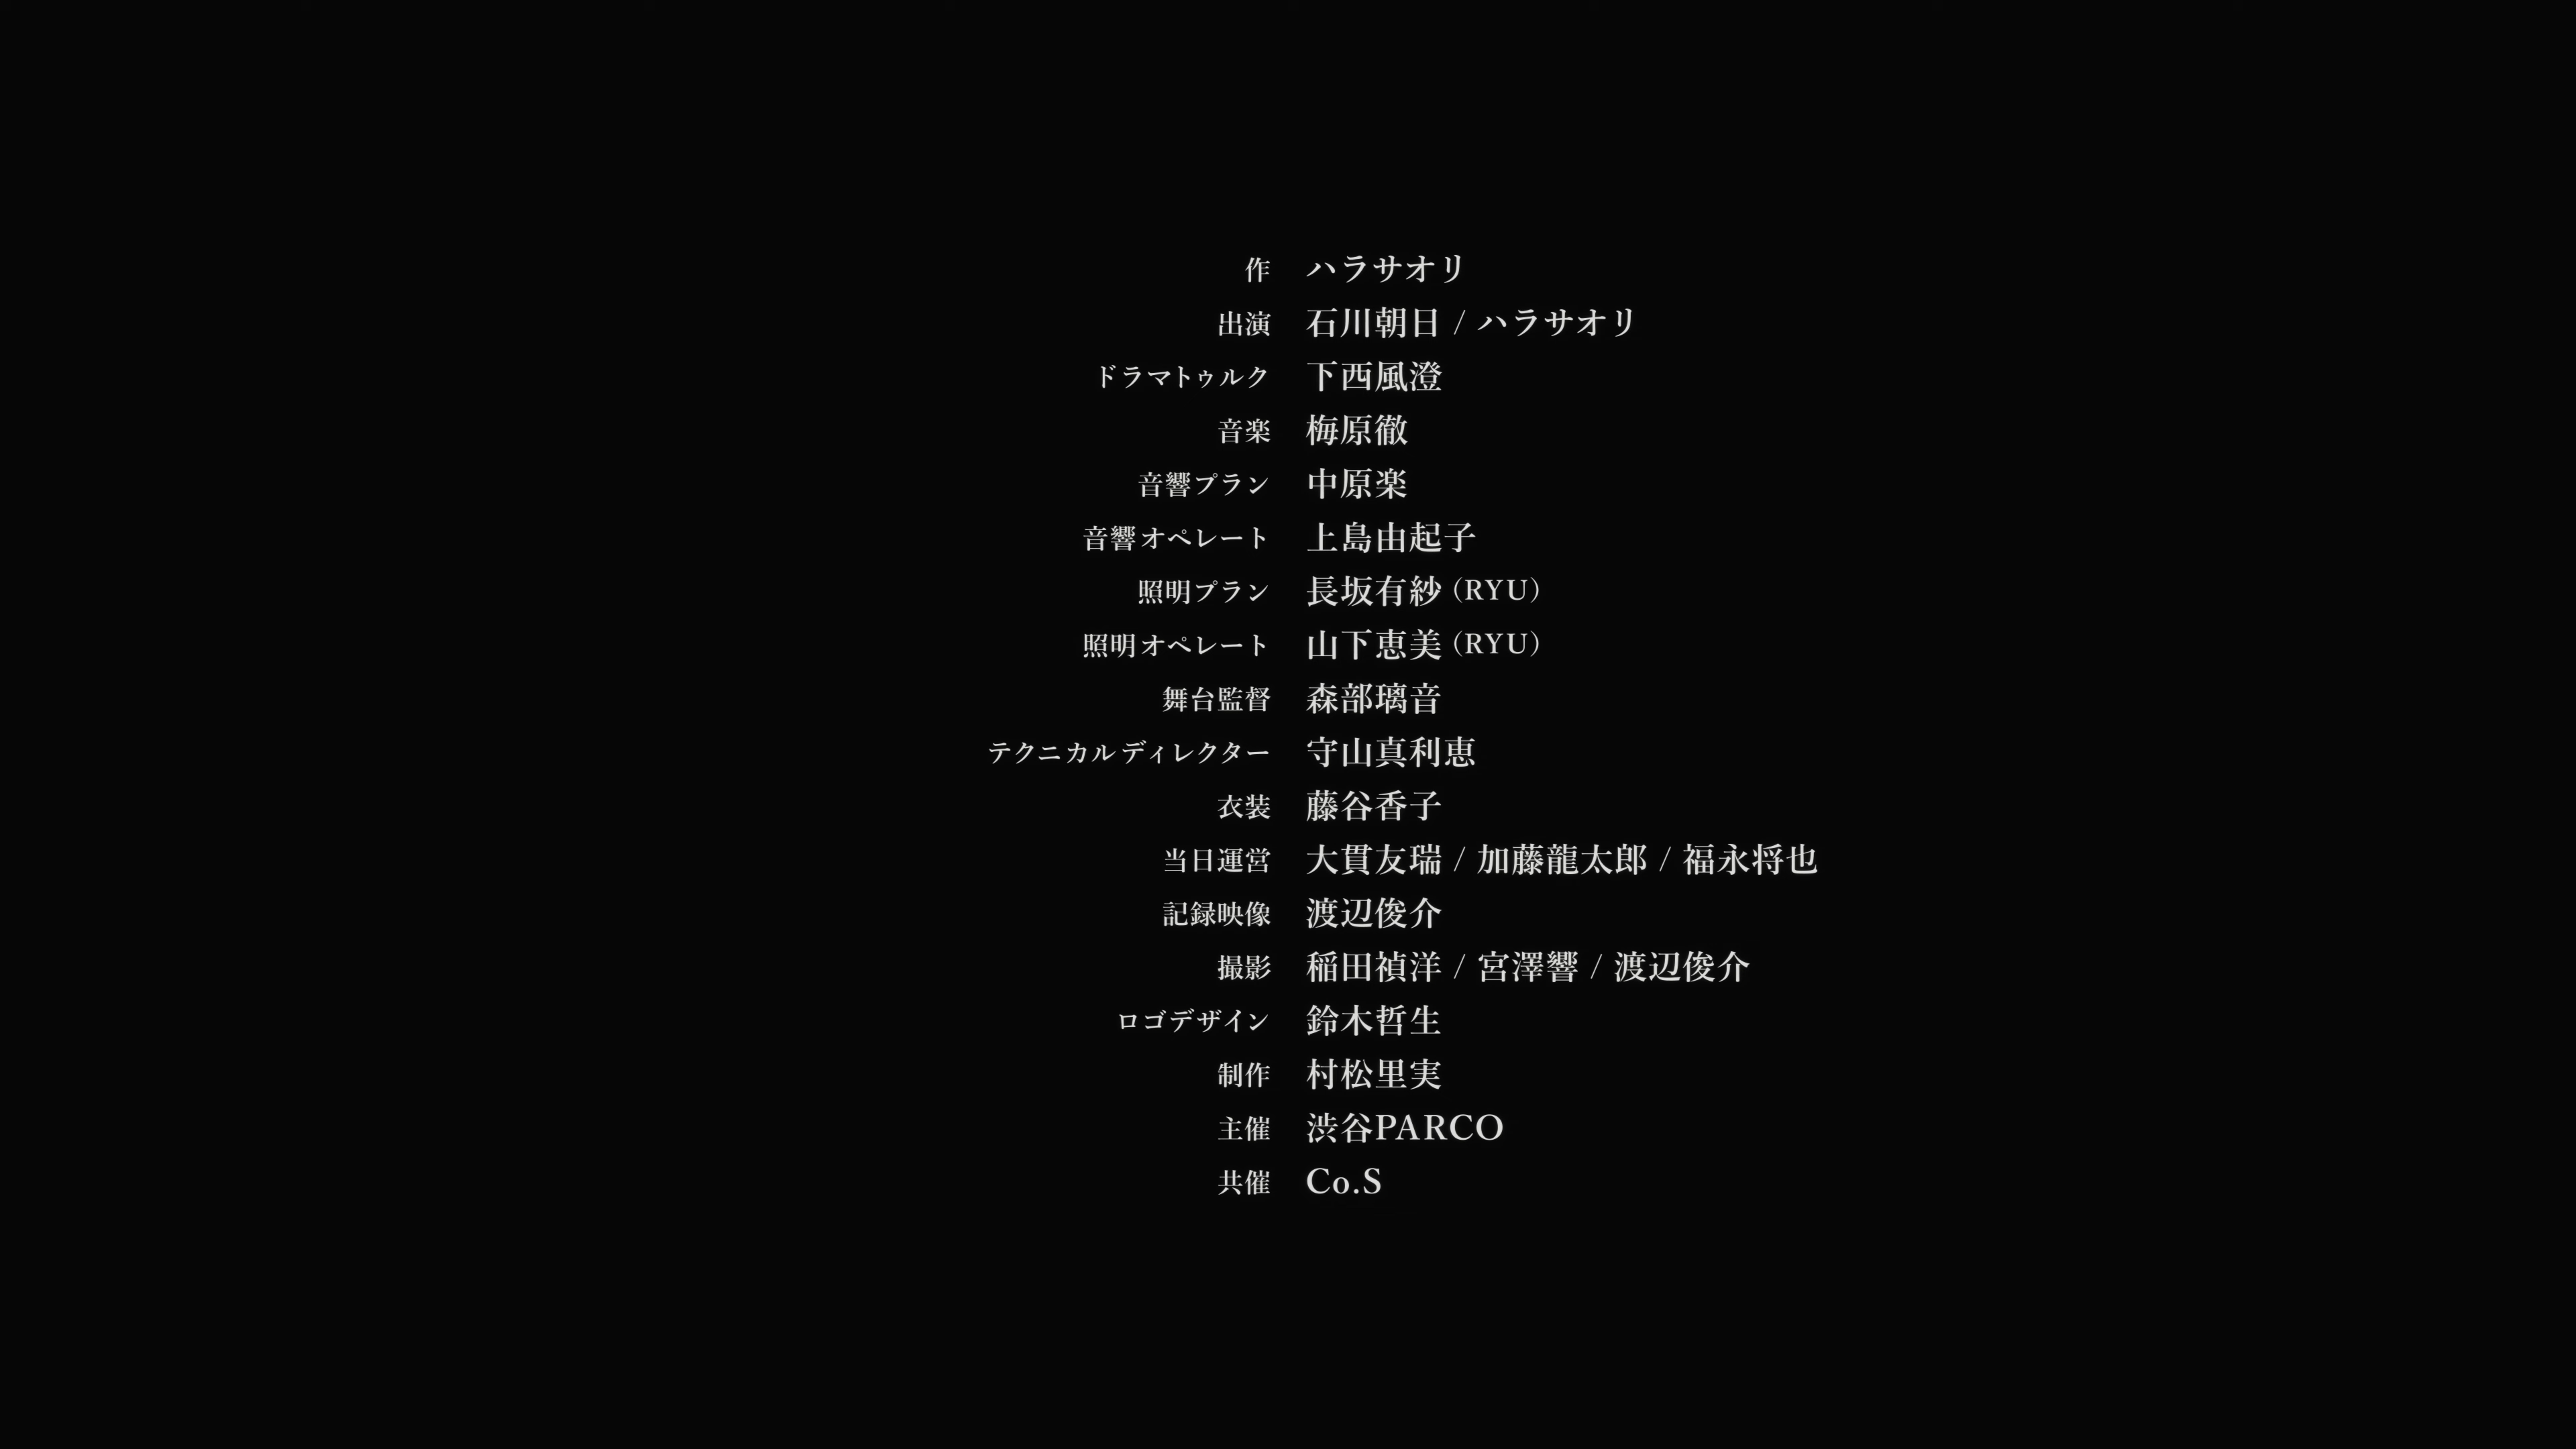 作 ハラサオリ
出演 石川朝日 / ハラサオリ
ドラマトゥルク 下西風澄
音楽 梅原徹
音響プラン 中原楽
音響オペレート 上島由起子
照明プラン 長坂有紗（RYU）
照明オペレート 山下恵美（RYU）
舞台監督 森部璃音
テクニカルディレクター 守山真利恵
衣装 藤谷香子
当日運営 大貫友瑞 / 加藤龍太郎 / 福永将也
記録映像 渡辺俊介
撮影 稲田禎洋 / 宮澤響 / 渡辺俊介
ロゴデザイン 鈴木哲生
制作 村松里実
主催 渋谷PARCO
共催 Co.S